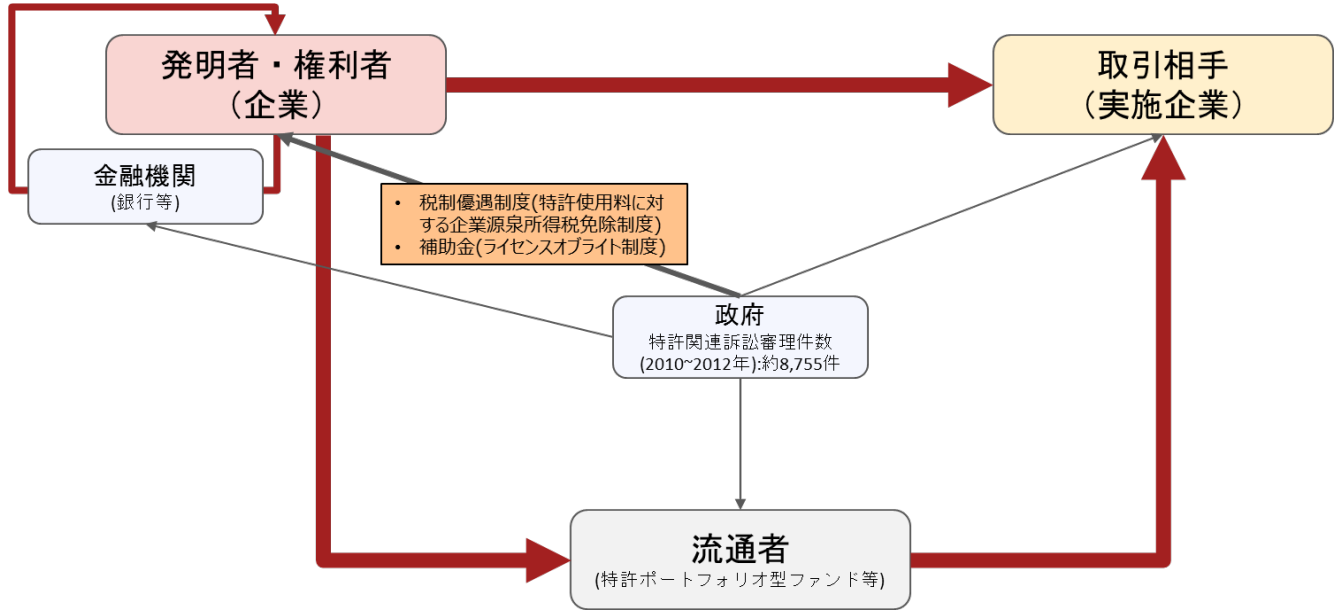 発明者・権利者
（企業）
取引相手
（実施企業）
金融機関
(銀行等)
• 税制優遇制度(特許使用料に対
する企業源泉所得税免除制度)
• 補助金(ライセンスオブライト制度)
政府
特許関連訴訟審理件数
(2010~2012年):約8,755件
流通者
(特許ポートフォリオ型ファンド等)